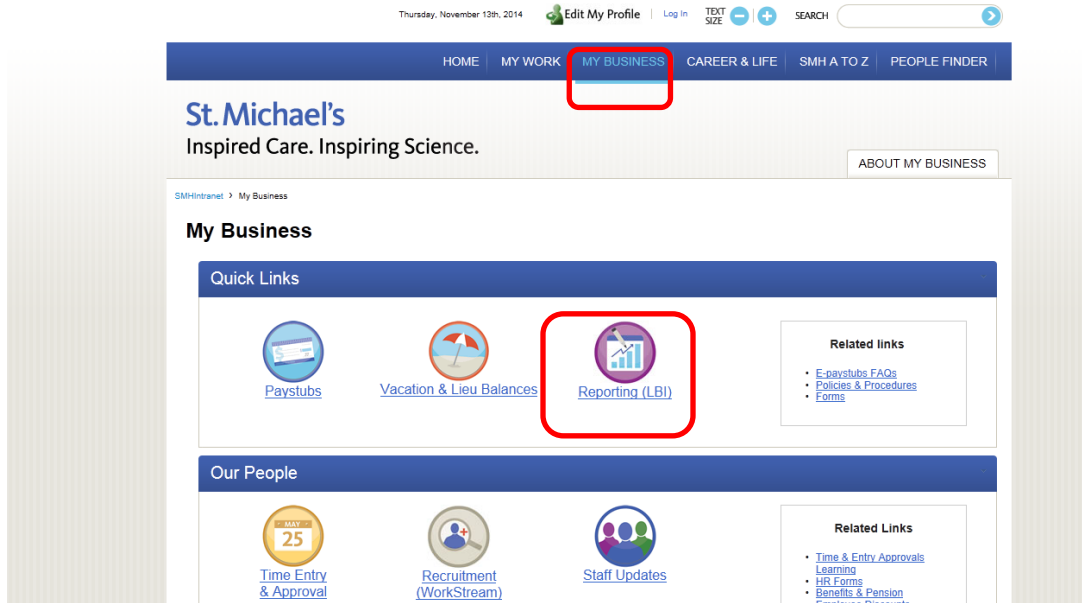 Thursday, November 13th, 2014 Edit My Profile Log In TEXT SIZE SEARCH
HOME MY WORK MY BUSINESS CAREER & LIFE SMH A TO Z PEOPLE FINDER
St. Michael's
Inspired Care. Inspiring Science.
ABOUT MY BUSINESS
SMHIntranet > My Business
My Business
Quick Links
Paystubs
Vacation & Lieu Balances
Reporting (LBI)
Related links
• E-paystubs FAQs
• Policies & Procedures
• Forms
Our People
MAY
25
Time Entry
& Approval
Recruitment
(WorkStream)
Staff Updates
Related Links
• Time & Entry Approvals
Learning
• HR Forms
• Benefits & Pension
Employee Discounts